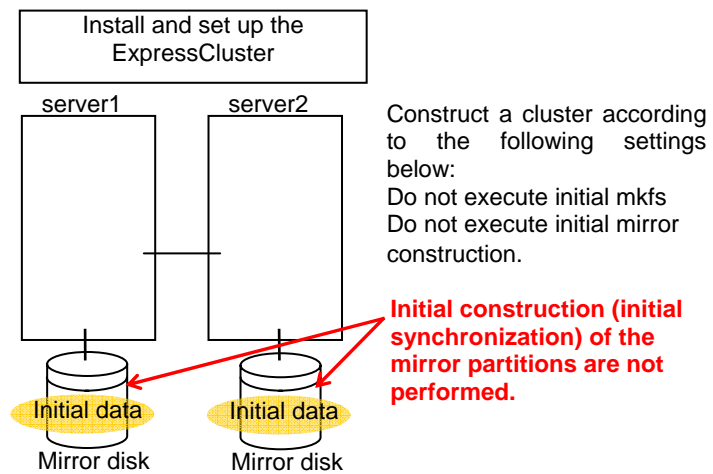 Install and set up the
ExpressCluster
server1
server2
Construct a cluster according
to the following settings
below:
Do not execute initial mkfs
Do not execute initial mirror
construction.
Initial construction (initial
synchronization) of the
mirror partitions are not
performed.
Initial data
Initial data
Mirror disk
Mirror disk